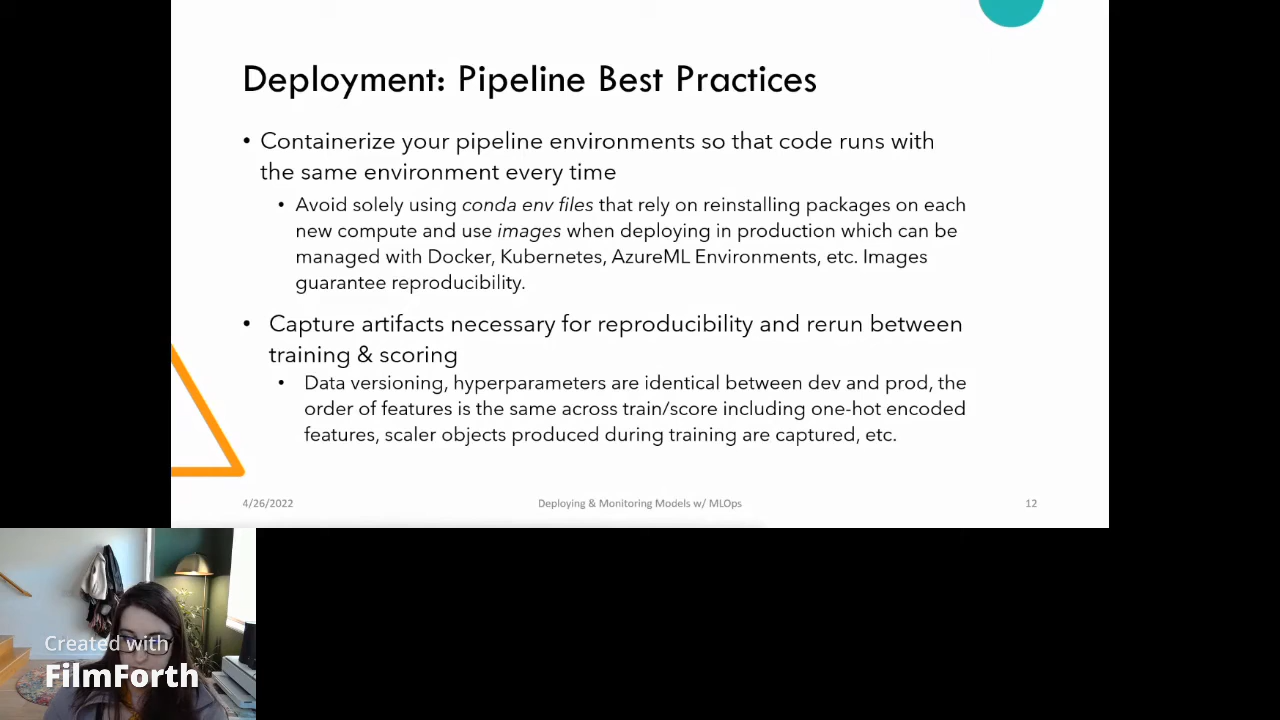 Deployment: Pipeline Best Practices
• Containerize your pipeline environments so that code runs with
the same environment every time
• Avoid solely using conda env files that rely on reinstalling packages on each
new compute and use images when deploying in production which can be
managed with Docker, Kubernetes, AzureML Environments, etc. Images
guarantee reproducibility.
• Capture artifacts necessary for reproducibility and rerun between
training & scoring
• Data versioning, hyperparameters are identical between dev and prod, the
order of features is the same across train/score including one-hot encoded
features, scaler objects produced during training are captured, etc.
4/26/2022
Deploying & Monitoring Models w/ MLOps
12
Created with
FilmForth